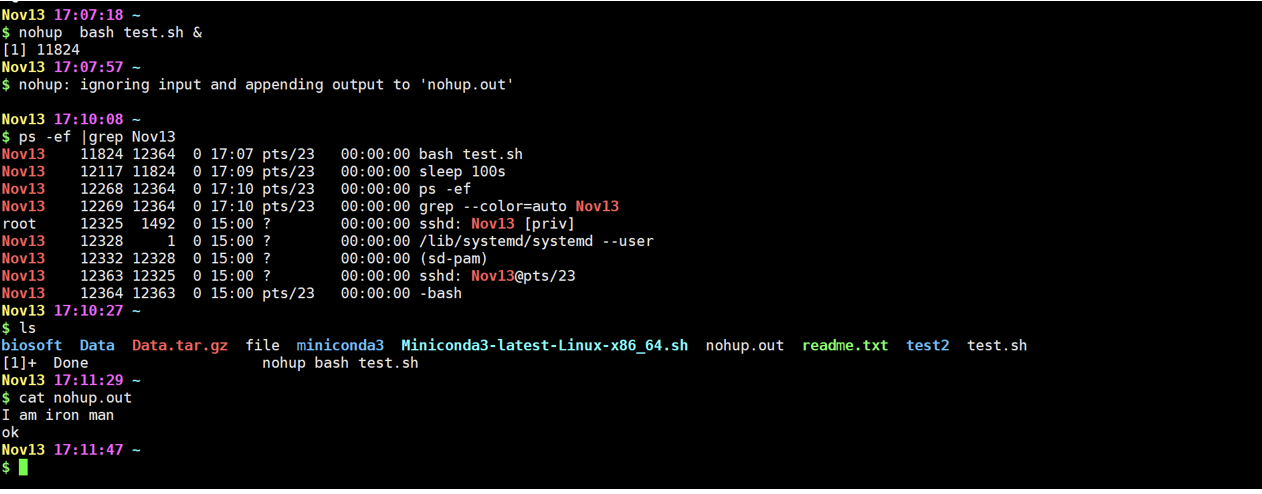 Nov13 17:07:18 ~
$ nohup  bash test.sh &
[1] 11824
Nov13 17:07:57 ~
$ nohup: ignoring input and appending output to 'nohup.out'

Nov13 17:10:08 ~
$ ps -ef |grep Nov13
Nov13    11824 12364  0 17:07 pts/23   00:00:00 bash test.sh
Nov13    12117 11824  0 17:09 pts/23   00:00:00 sleep 100s
Nov13    12268 12364  0 17:10 pts/23   00:00:00 ps -ef
Nov13    12269 12364  0 17:10 pts/23   00:00:00 grep --color=auto Nov13
root     12325  1492  0 15:00 ?        00:00:00 sshd: Nov13 [priv]
Nov13    12328     1  0 15:00 ?        00:00:00 /lib/systemd/systemd --user
Nov13    12332 12328  0 15:00 ?        00:00:00 (sd-pam)
Nov13    12363 12325  0 15:00 ?        00:00:00 sshd: Nov13@pts/23
Nov13    12364 12363  0 15:00 pts/23   00:00:00 -bash
Nov13 17:10:27 ~
$ ls
biosoft  Data  Data.tar.gz  file  miniconda3  Miniconda3-latest-Linux-x86_64.sh  nohup.out  readme.txt  test2  test.sh
[1]+  Done                    nohup bash test.sh
Nov13 17:11:29 ~
$ cat nohup.out
I am iron man
ok
Nov13 17:11:47 ~
$